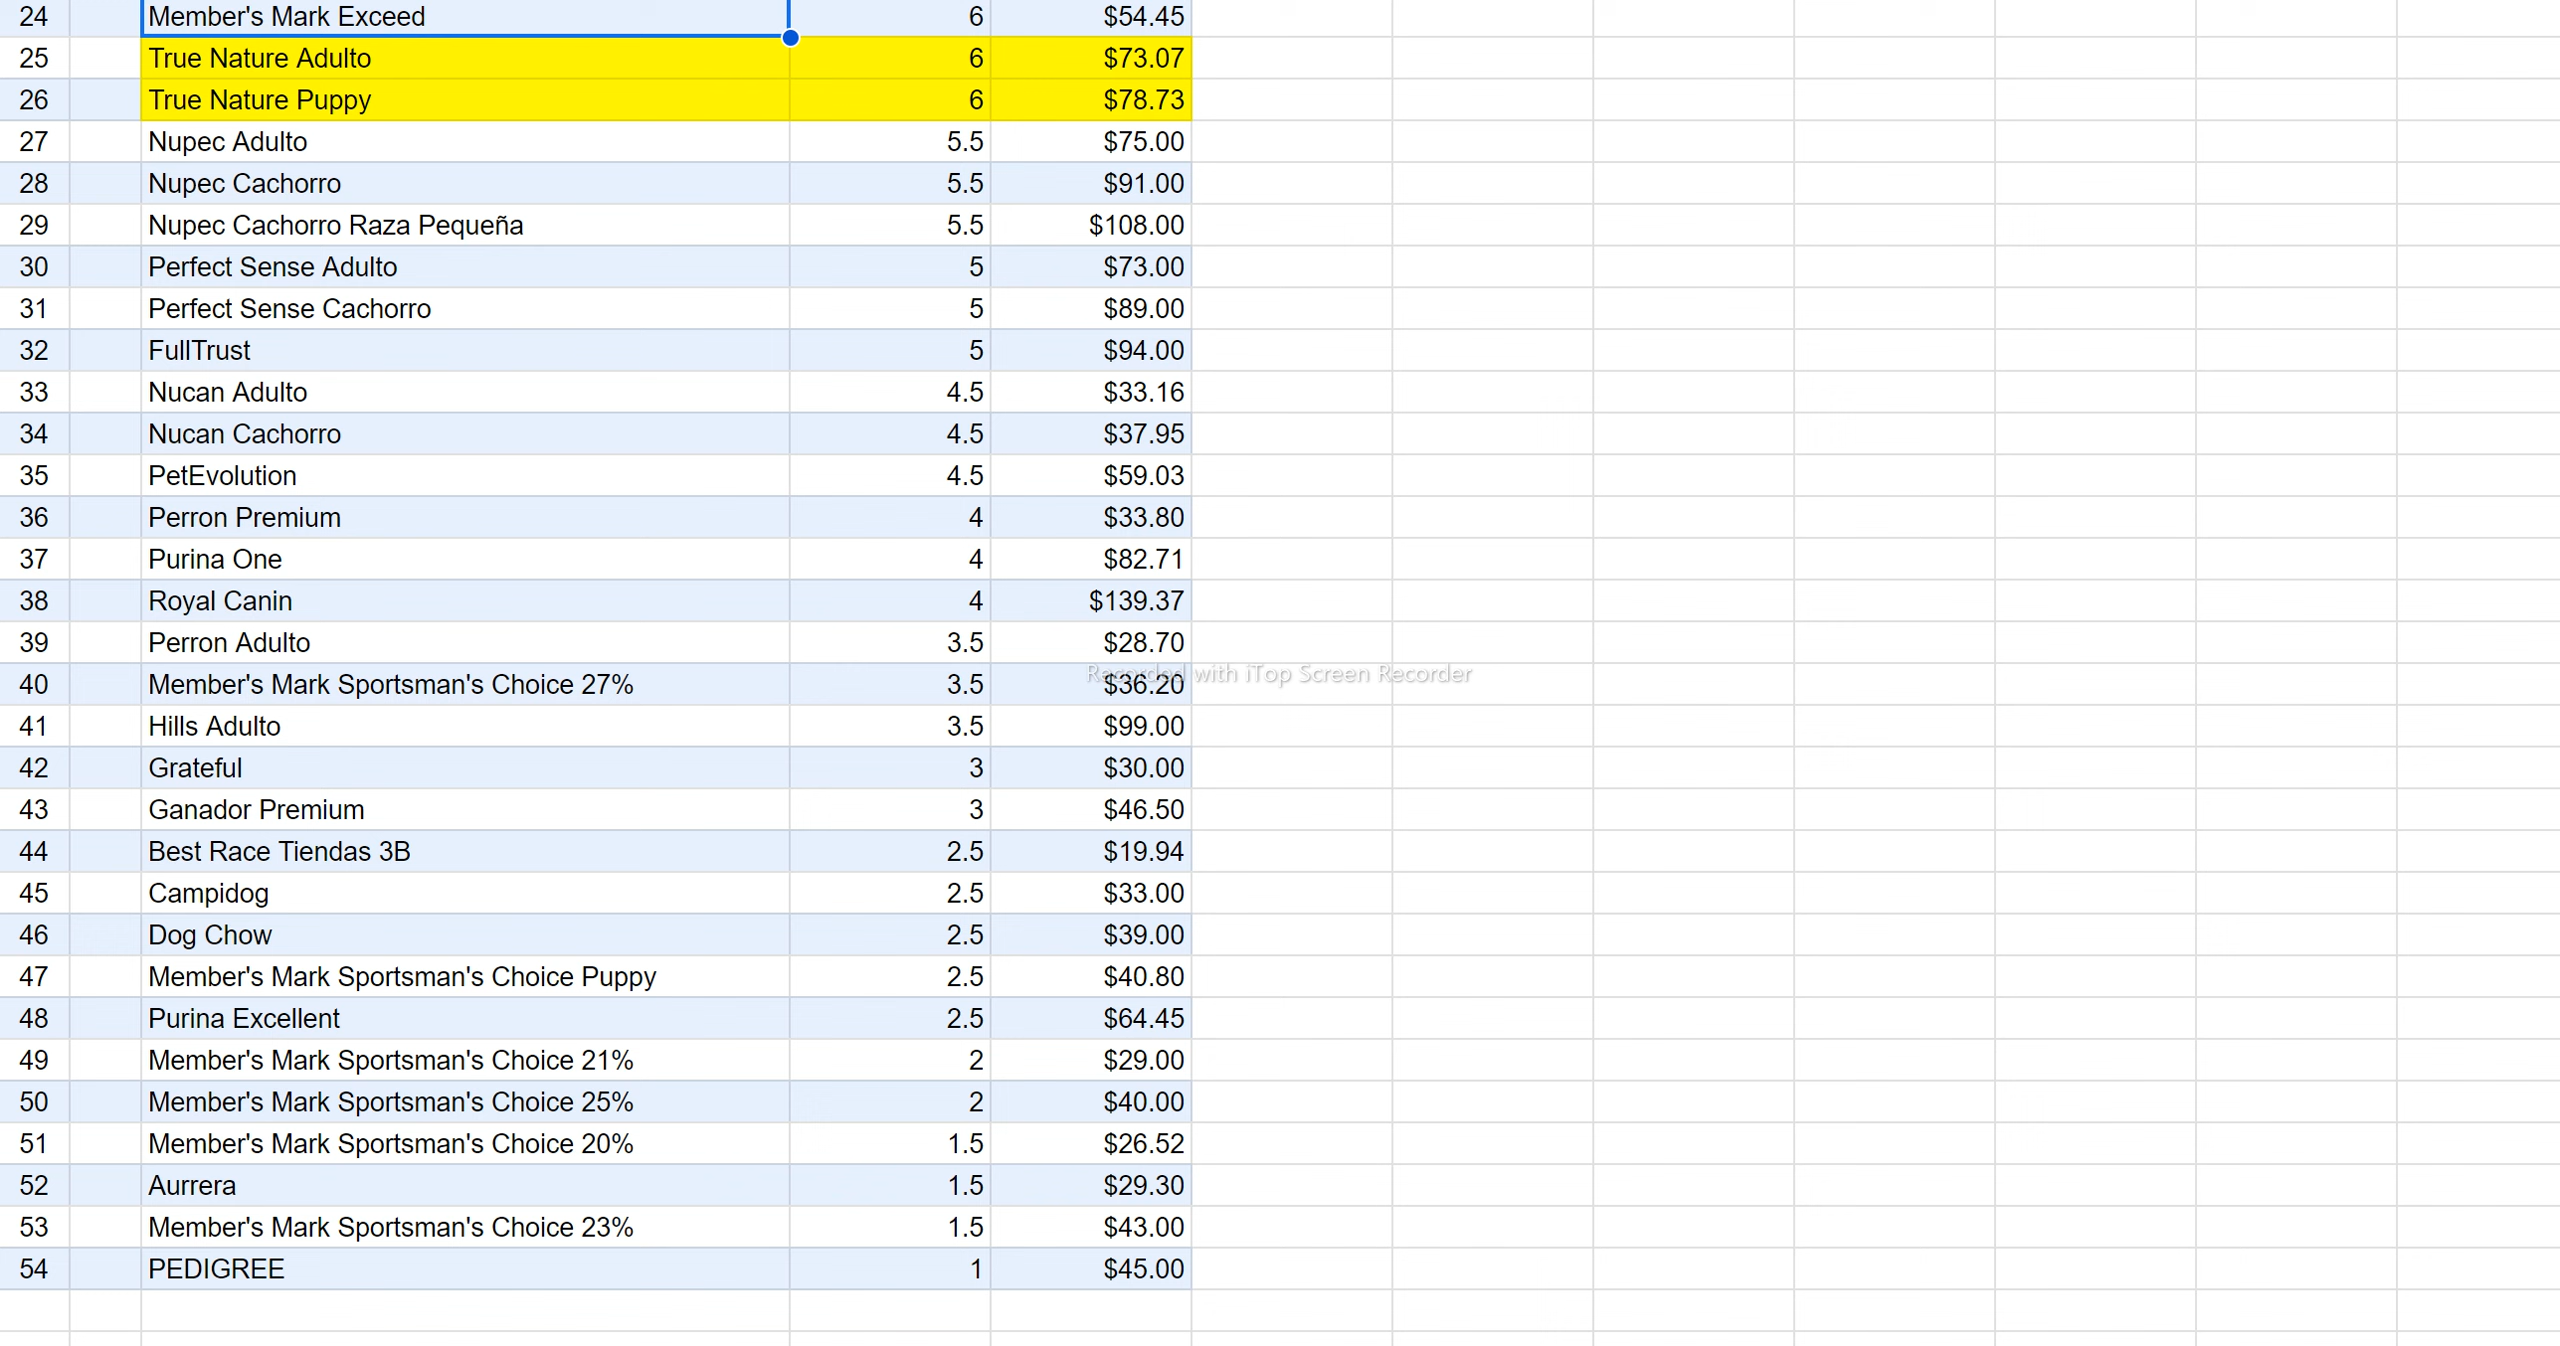 24 Member's Mark Exceed 6 $54.45
25 True Nature Adulto 6 $73.07
26 True Nature Puppy 6 $78.73
27 Nupec Adulto 5.5 $75.00
28 Nupec Cachorro 5.5 $91.00
29 Nupec Cachorro Raza Pequeña 5.5 $108.00
30 Perfect Sense Adulto 5 $73.00
31 Perfect Sense Cachorro 5 $89.00
32 FullTrust 5 $94.00
33 Nucan Adulto 4.5 $33.16
34 Nucan Cachorro 4.5 $37.95
35 PetEvolution 4.5 $59.03
36 Perron Premium 4 $33.80
37 Purina One 4 $82.71
38 Royal Canin 4 $139.37
39 Perron Adulto 3.5 $28.70
Recorded with iTop Screen Recorder
40 Member's Mark Sportsman's Choice 27% 3.5 $36.20
41 Hills Adulto 3.5 $99.00
42 Grateful 3 $30.00
43 Ganador Premium 3 $46.50
44 Best Race Tiendas 3B 2.5 $19.94
45 Campidog 2.5 $33.00
46 Dog Chow 2.5 $39.00
47 Member's Mark Sportsman's Choice Puppy 2.5 $40.80
48 Purina Excellent 2.5 $64.45
49 Member's Mark Sportsman's Choice 21% 2 $29.00
50 Member's Mark Sportsman's Choice 25% 2 $40.00
51 Member's Mark Sportsman's Choice 20% 1.5 $26.52
52 Aurrera 1.5 $29.30
53 Member's Mark Sportsman's Choice 23% 1.5 $43.00
54 PEDIGREE 1 $45.00